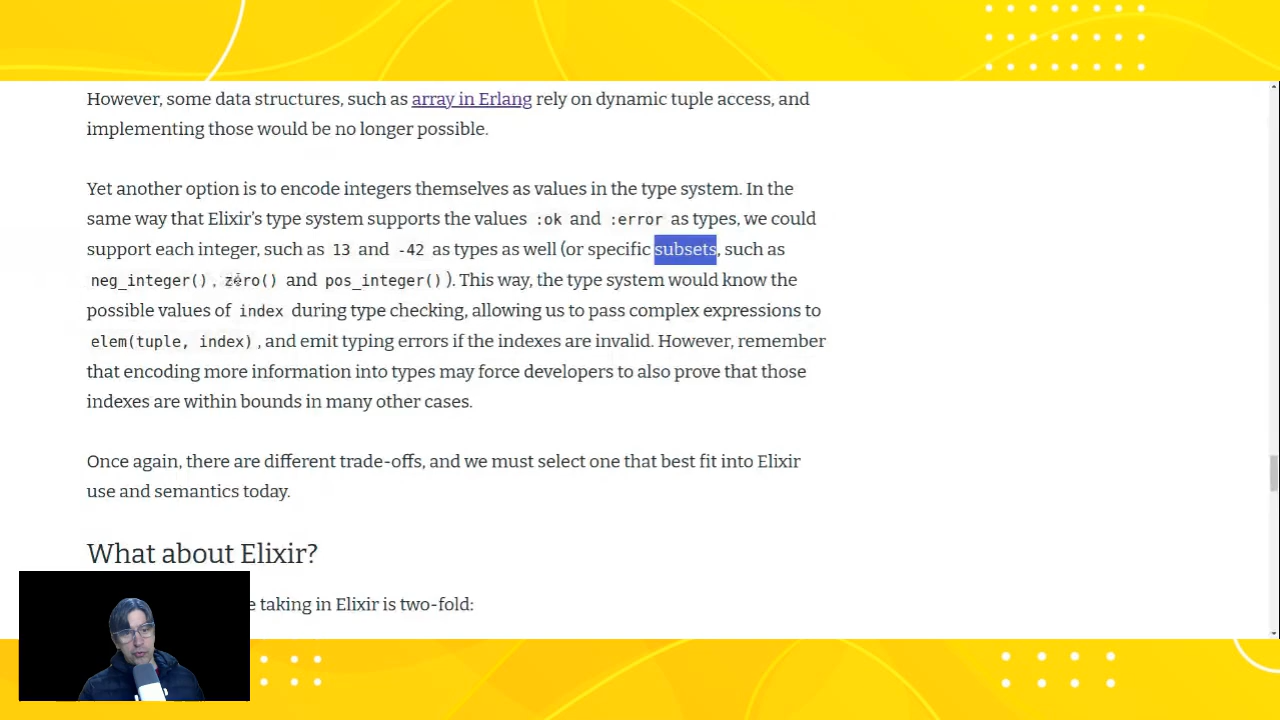 However, some data structures, such as array in Erlang rely on dynamic tuple access, and
implementing those would be no longer possible.
Yet another option is to encode integers themselves as values in the type system. In the
same way that Elixir’s type system supports the values :ok and :error as types, we could
support each integer, such as 13 and -42 as types as well (or specific subsets, such as
neg_integer(), zero() and pos_integer()). This way, the type system would know the
possible values of index during type checking, allowing us to pass complex expressions to
elem(tuple, index), and emit typing errors if the indexes are invalid. However, remember
that encoding more information into types may force developers to also prove that those
indexes are within bounds in many other cases.
Once again, there are different trade-offs, and we must select one that best fit into Elixir
use and semantics today.
What about Elixir?
taking in Elixir is two-fold: